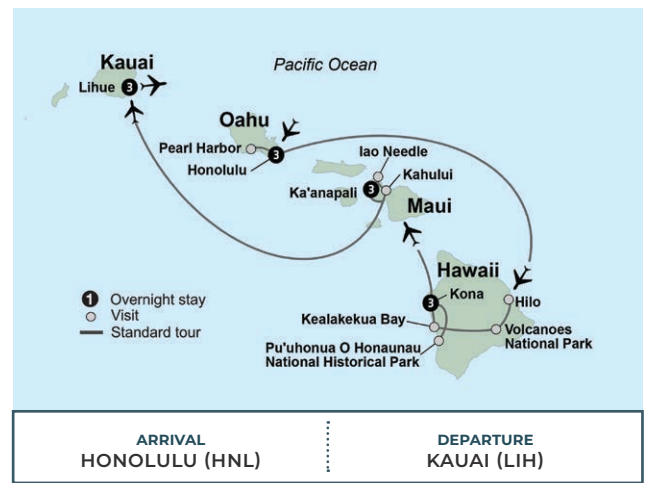 Kauai
Pacific Ocean
Lihue
3
Oahu
Pearl Harbor
Honolulu
3
Iao Needle
Kahului
Ka'anapali
3
Maui
Hawaii
Kona
3
Hilo
Kealakekua Bay
Volcanoes
National Park
Pu'uhonua O Honaunau
National Historical Park
1 Overnight stay
Visit
Standard tour
ARRIVAL
HONOLULU (HNL)
DEPARTURE
KAUAI (LIH)